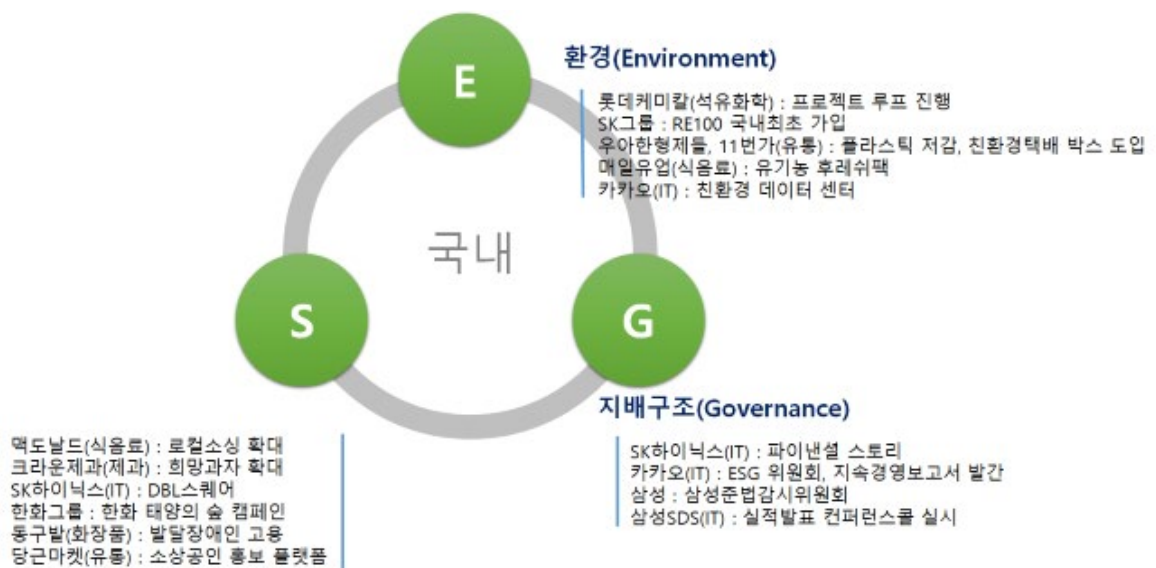 E
환경(Environment)
롯데케미칼(석유화학) : 프로젝트 루프 진행
SK그룹 : RE100 국내최초 가입
우아한형제들, 11번가(유통) : 플라스틱 저감, 친환경택배 박스 도입
매일유업(식음료) : 유기농 후레쉬팩
카카오(IT) : 친환경 데이터 센터
국내
S
G
지배구조(Governance)
SK하이닉스(IT) : 파이낸셜 스토리
카카오(IT) : ESG 위원회, 지속경영보고서 발간
삼성 : 삼성준법감시위원회
삼성SDS(IT) : 실적발표 컨퍼런스콜 실시
맥도날드(식음료) : 로컬소싱 확대
크라운제과(제과) : 희망과자 확대
SK하이닉스(IT) : DBL스퀘어
한화그룹 : 한화 태양의 숲 캠페인
동구밭(화장품) : 발달장애인 고용
당근마켓(유통) : 소상공인 홍보 플랫폼